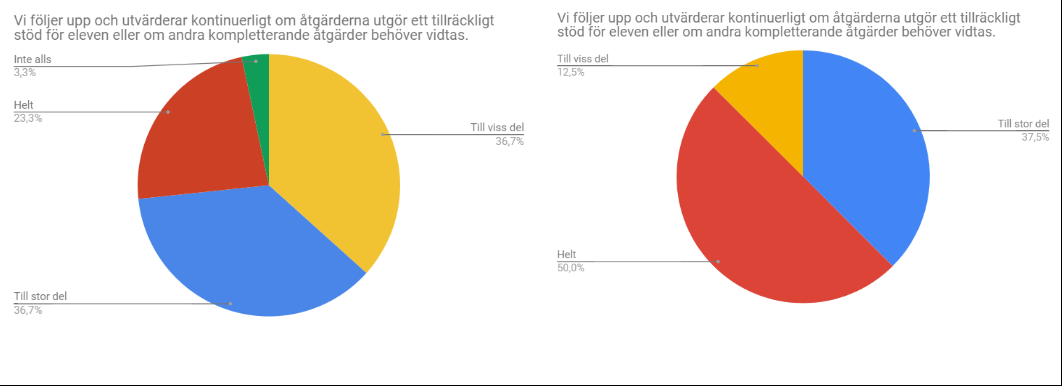 Vi följer upp och utvärderar kontinuerligt om åtgärderna utgör ett tillräckligt
stöd för eleven eller om andra kompletterande åtgärder behöver vidtas.
Inte alls
3,3%
Helt
23,3%
Till viss del
36,7%
Till stor del
36,7%
Vi följer upp och utvärderar kontinuerligt om åtgärderna utgör ett tillräckligt
stöd för eleven eller om andra kompletterande åtgärder behöver vidtas.
Till viss del
12,5%
Till stor del
37,5%
Helt
50,0%